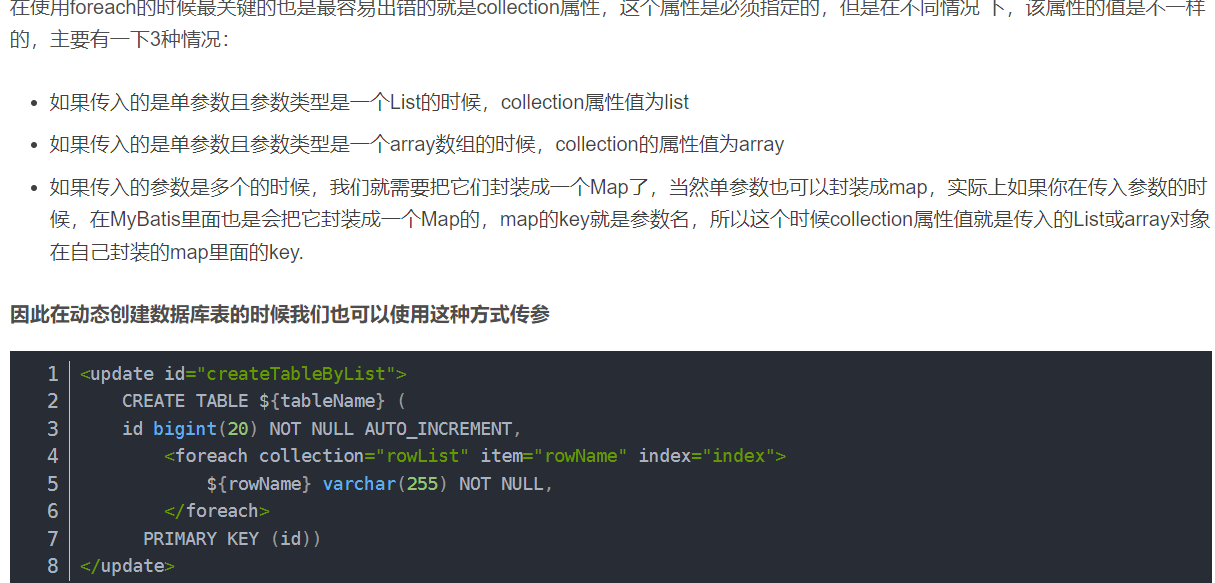 在使用foreach的时候最关键的也是最容易出错的就是collection属性，这个属性是必须指定的，但是在不同情况 下，该属性的值是不一样
的，主要有一下3种情况：
• 如果传入的是单参数且参数类型是一个List的时候，collection属性值为list
• 如果传入的是单参数且参数类型是一个array数组的时候，collection的属性值为array
• 如果传入的参数是多个的时候，我们就需要把它们封装成一个Map了，当然单参数也可以封装成map，实际上如果你在传入参数的时
候，在MyBatis里面也是会把它封装成一个Map的，map的key就是参数名，所以这个时候collection属性值就是传入的List或array对象
在自己封装的map里面的key.
因此在动态创建数据库表的时候我们也可以使用这种方式传参
1 <update id="createTableByList">
2     CREATE TABLE ${tableName} (
3     id bigint(20) NOT NULL AUTO_INCREMENT,
4         <foreach collection="rowList" item="rowName" index="index">
5             ${rowName} varchar(255) NOT NULL,
6         </foreach>
7       PRIMARY KEY (id))
8 </update>